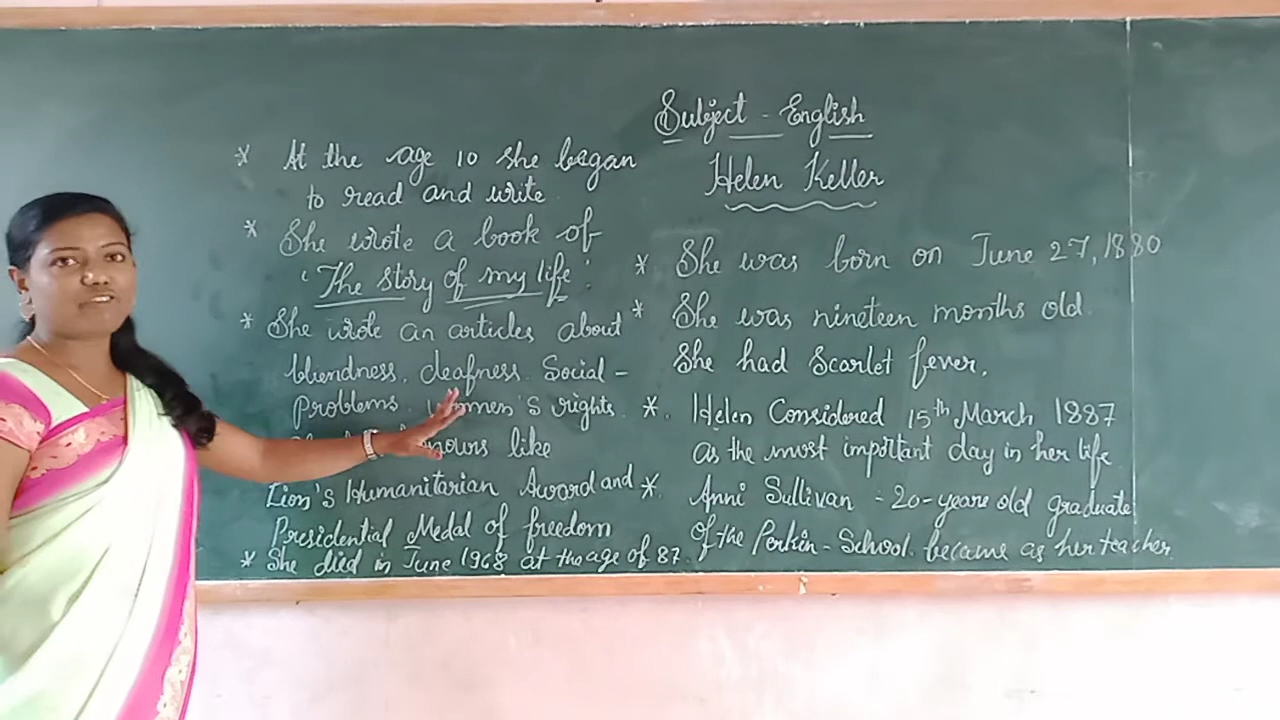 Subject - English
Helen Keller
* She was born on June 27, 1880
* She was nineteen months old
She had Scarlet fever.
*. Helen Considered 15th March 1887
as the most important day in her life
*. Anni Sullivan - 20-yeare old graduate
Of the Perkin - School. became as her teacher
* At the age 10 she began
to read and write
* She wrote a book of
'The story of my life'.
* She wrote an articles about
blendness, deafness. Social -
Problems. women's rights.
like
Lion's Humanitarian Award and
Presidential Medal of freedom
* She died in June 1968 at the age of 87.